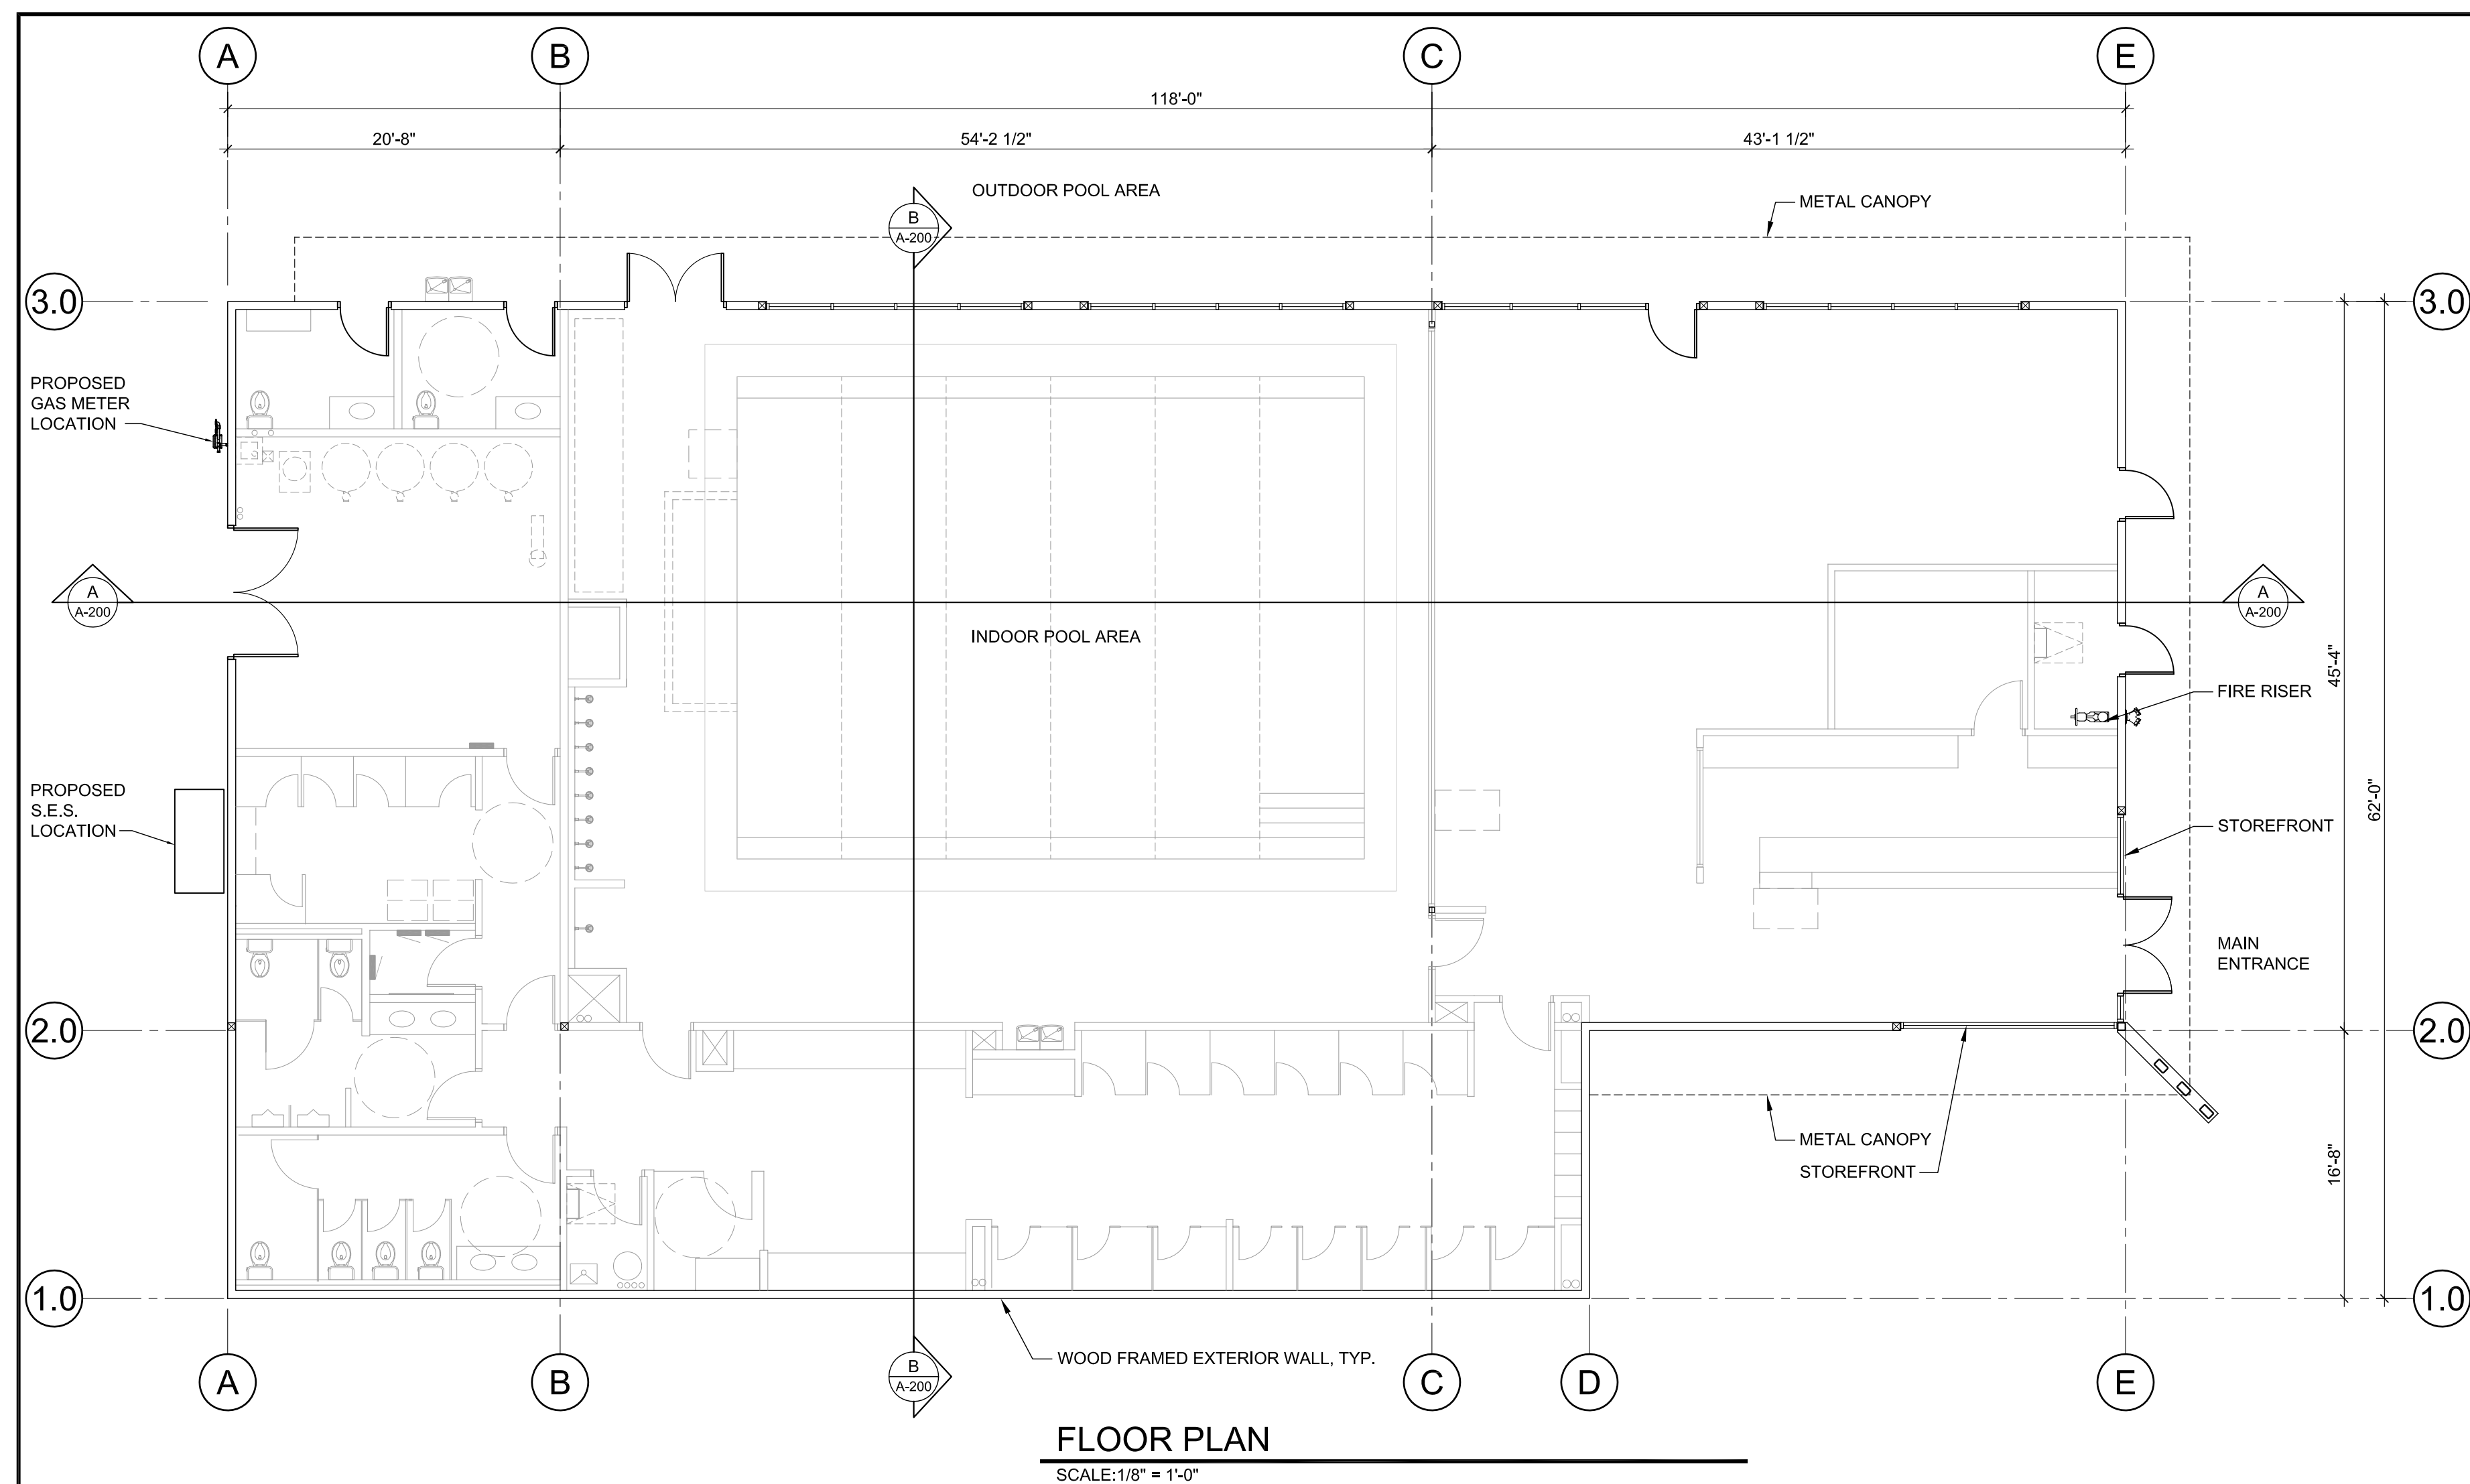 A
B
C
E
118'-0"
20'-8"
54'-2 1/2"
43'-1 1/2"
OUTDOOR POOL AREA
METAL CANOPY
B
A-200
3.0
3.0
PROPOSED
GAS METER
LOCATION
A
A-200
A
A-200
INDOOR POOL AREA
45'-4"
FIRE RISER
62'-0"
PROPOSED
S.E.S.
LOCATION
STOREFRONT
MAIN
ENTRANCE
2.0
2.0
METAL CANOPY
STOREFRONT
16'-8"
1.0
1.0
WOOD FRAMED EXTERIOR WALL, TYP.
B
A-200
A
B
C
D
E
FLOOR PLAN
SCALE:1/8" = 1'-0"